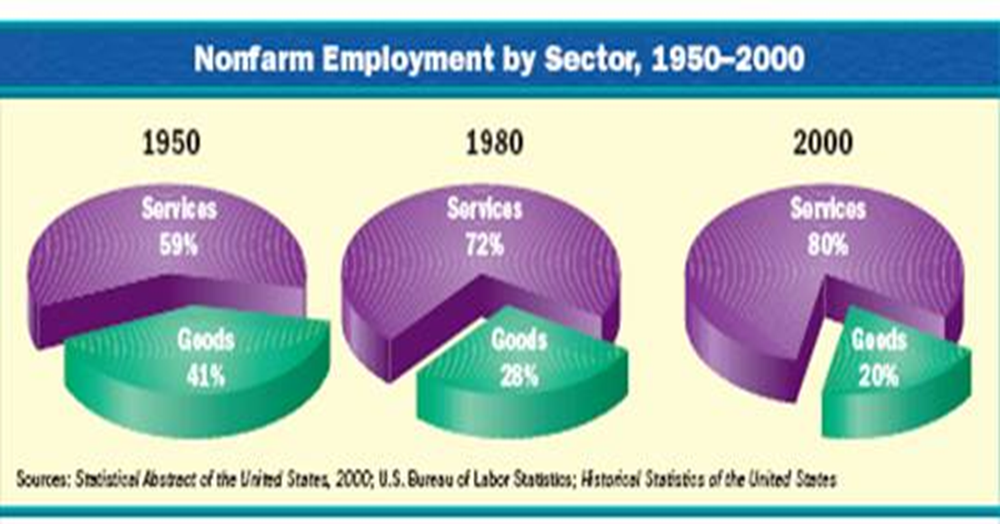 Nonfarm Employment by Sector, 1950–2000
1950
1980
2000
Services
59%
Goods
41%
Services
72%
Goods
28%
Services
80%
Goods
20%
Sources: Statistical Abstract of the United States, 2000; U.S. Bureau of Labor Statistics; Historical Statistics of the United States